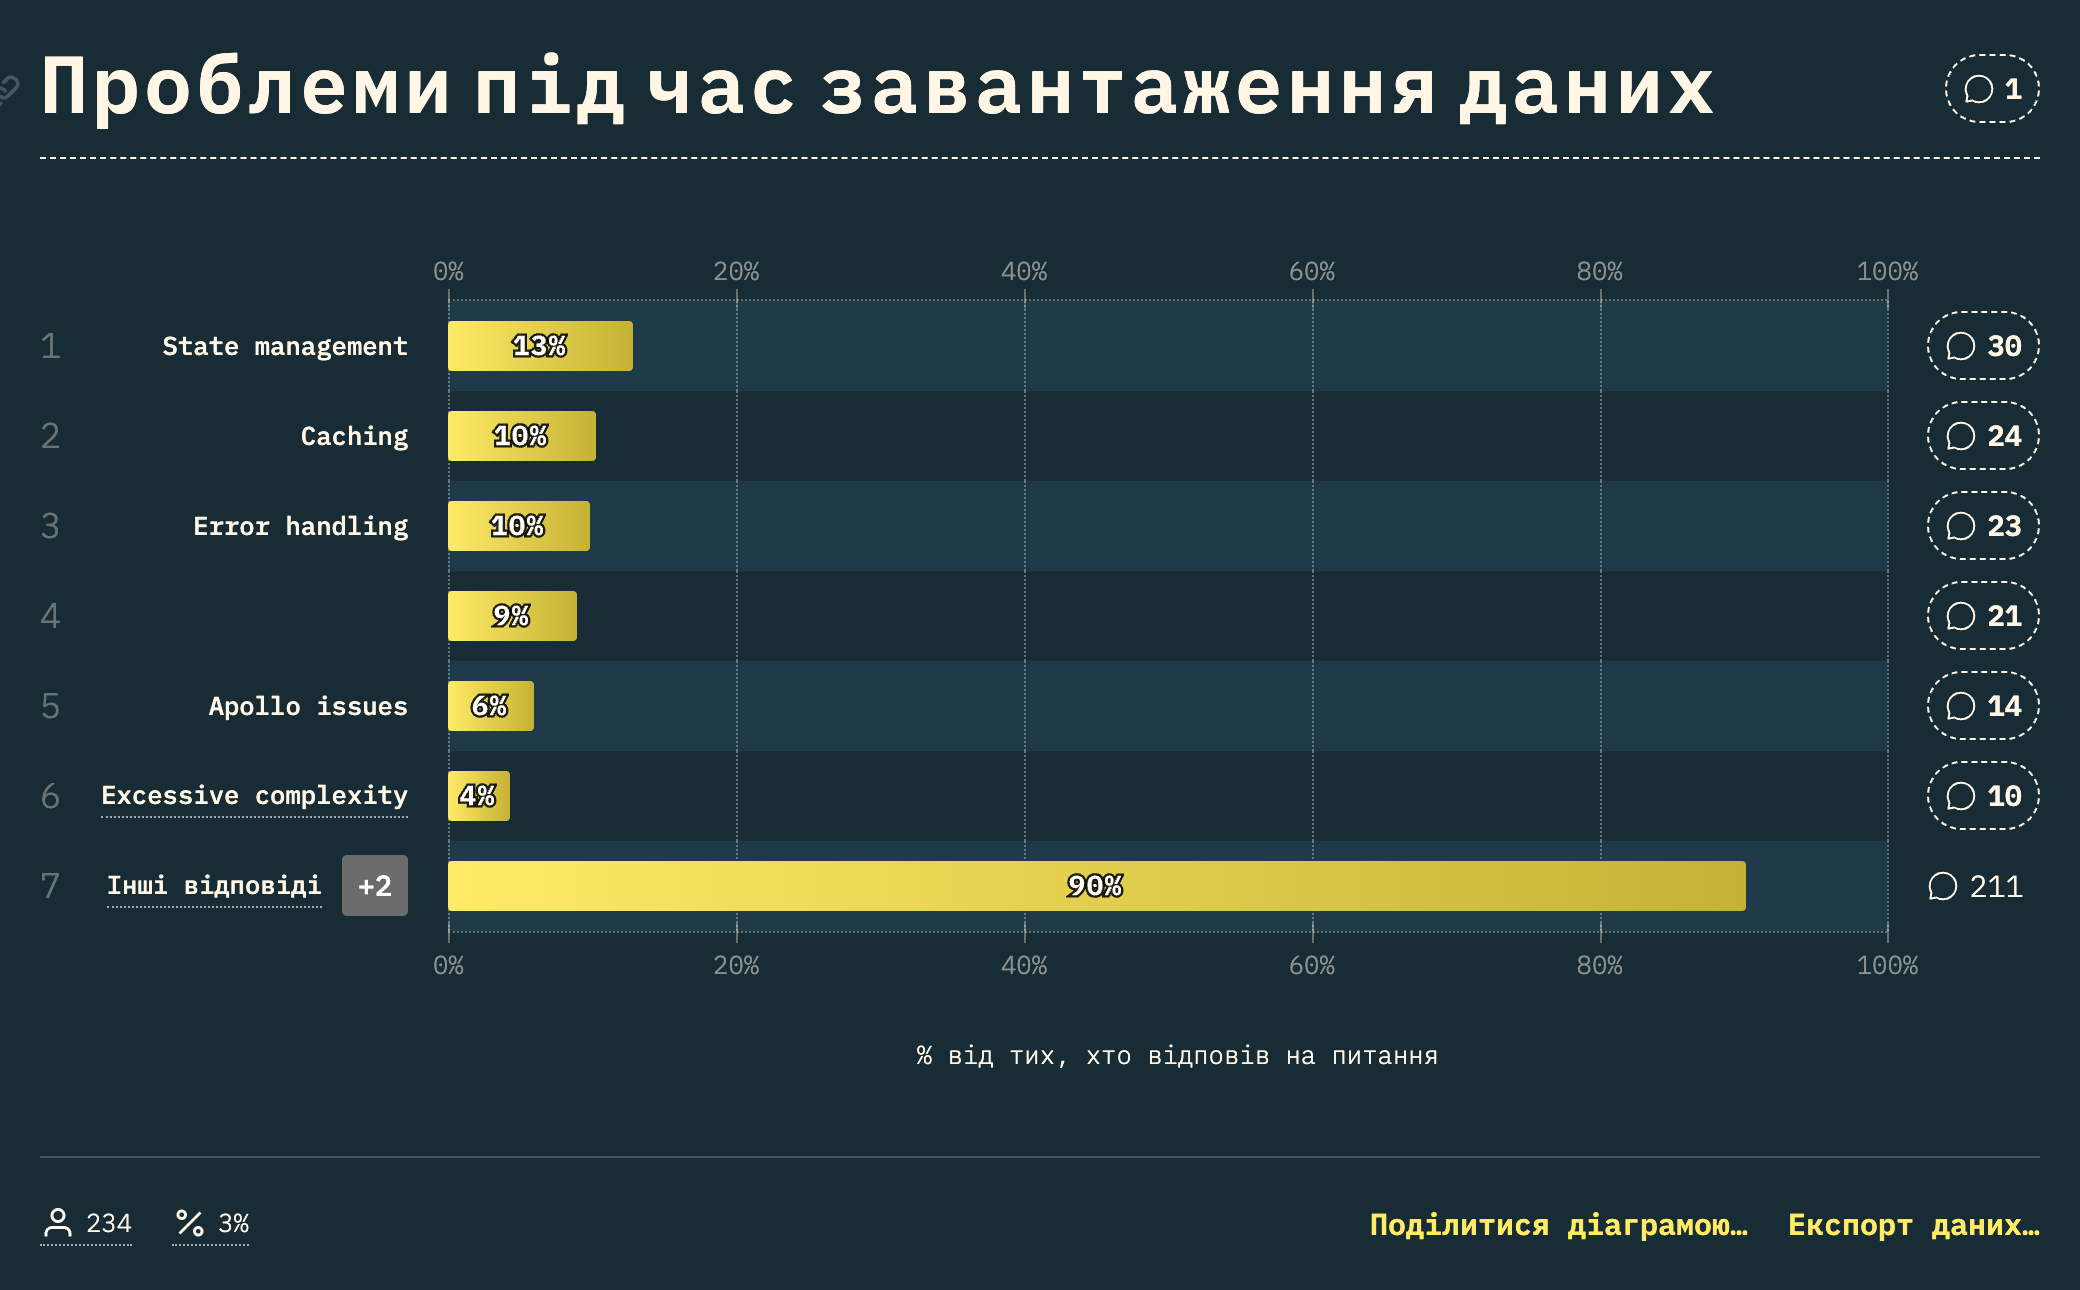 Проблеми під час завантаження даних
1
0% 20% 40% 60% 80% 100%
1 State management 13% 30
2 Caching 10% 24
3 Error handling 10% 23
4 9% 21
5 Apollo issues 6% 14
6 Excessive complexity 4% 10
7 Інші відповіді +2 90% 211
0% 20% 40% 60% 80% 100%
% від тих, хто відповів на питання
234 3% Поділитися діаграмою… Експорт даних…